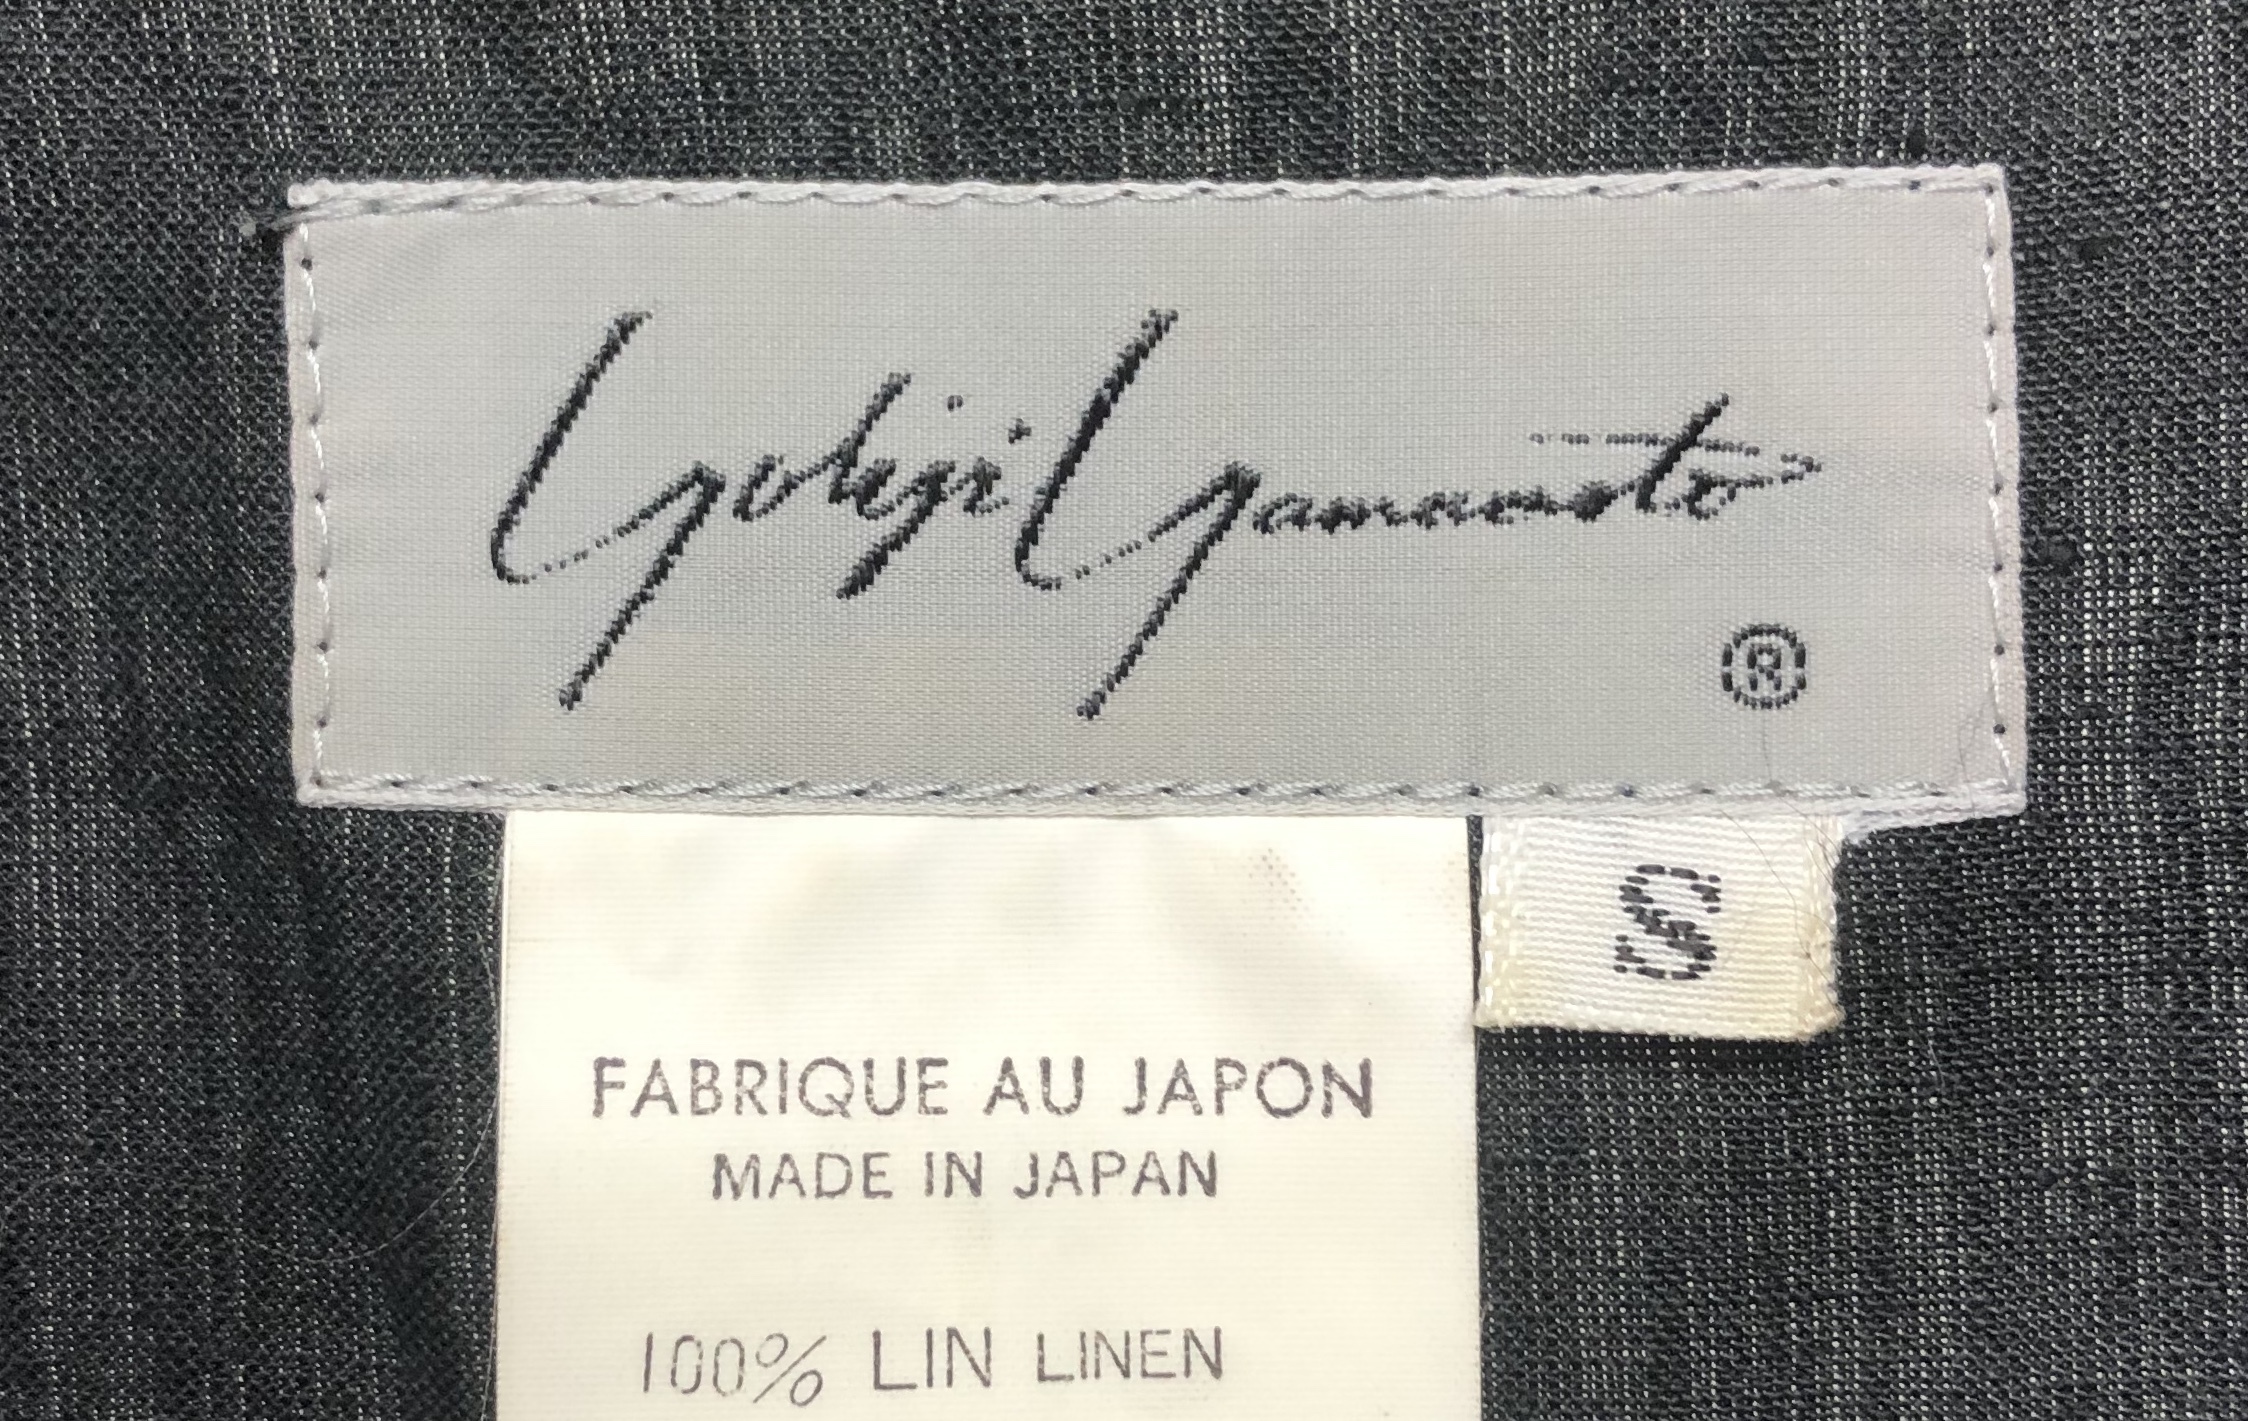 Yohji Yamamoto
®
S
FABRIQUE AU JAPON
MADE IN JAPAN
100% LIN LINEN